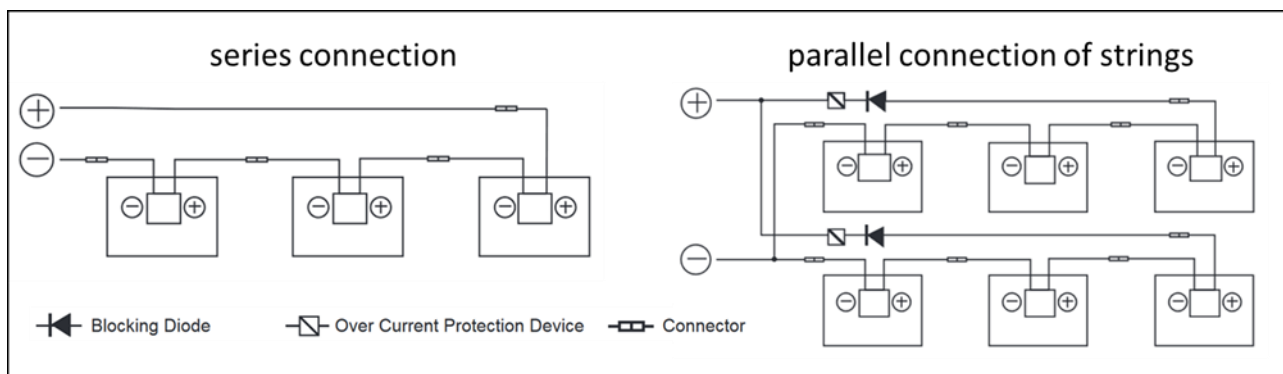 series connection
parallel connection of strings
Blocking Diode
Over Current Protection Device
Connector